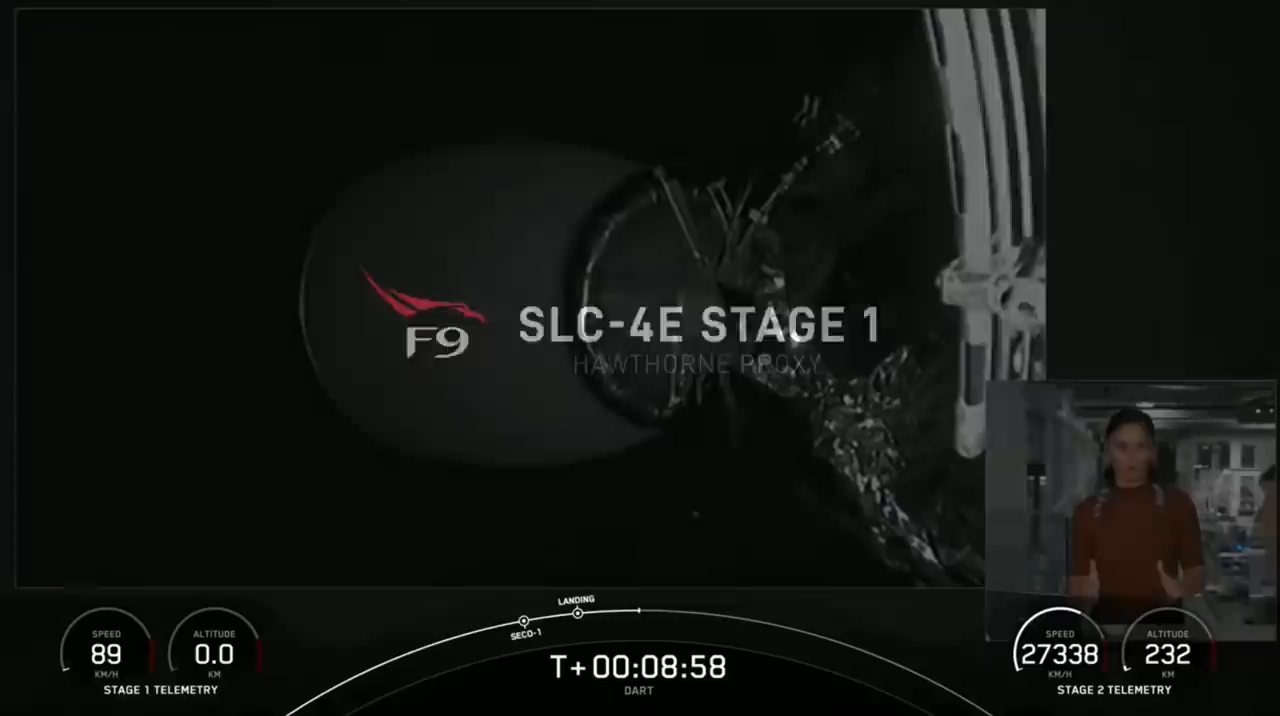 F9
SLC-4E STAGE 1
HAWTHORNE PROXY
LANDING
SECO-1
SPEED
89
KM/H
ALTITUDE
0.0
KM
STAGE 1 TELEMETRY
T+00:08:58
DART
SPEED
27338
KM/H
ALTITUDE
232
KM
STAGE 2 TELEMETRY